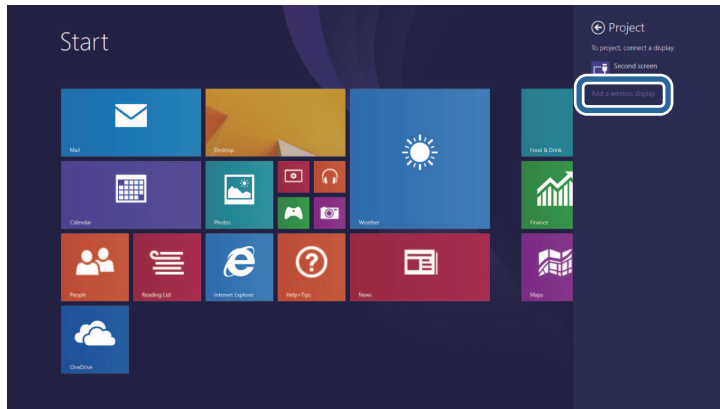 Start
Project
To project, connect a display.
Second screen
Add a wireless display
Mail
Desktop
Calendar
Photos
Weather
Food & Drink
Finance
People
Reading List
Internet Explorer
Help+Tips
News
Maps
OneDrive